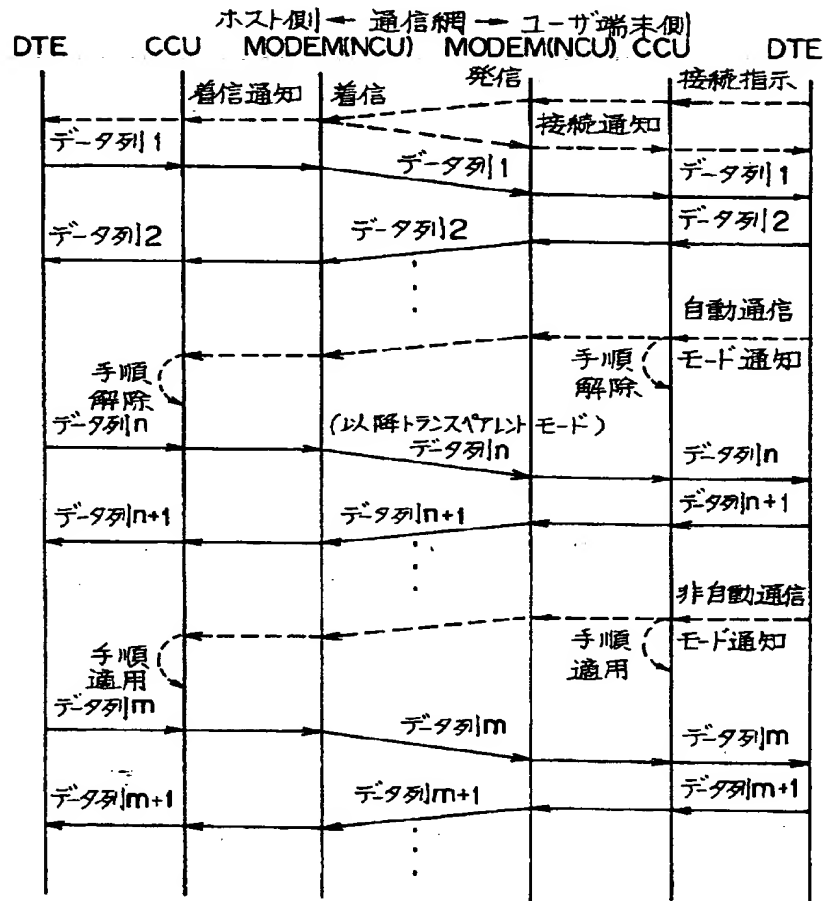 ホスト側 ← 通信網 → ユーザ端末側
DTE CCU MODEM(NCU) MODEM(NCU) CCU DTE
着信通知 着信 発信 接続指示
接続通知
データ列1 データ列1 データ列1
データ列2 データ列2 データ列2
自動通信
モード通知
手順
解除
手順
解除
(以降トランスペアレントモード)
データ列n データ列n データ列n
データ列n+1 データ列n+1 データ列n+1
非自動通信
モード通知
手順
適用
手順
適用
データ列m データ列m データ列m
データ列m+1 データ列m+1 データ列m+1